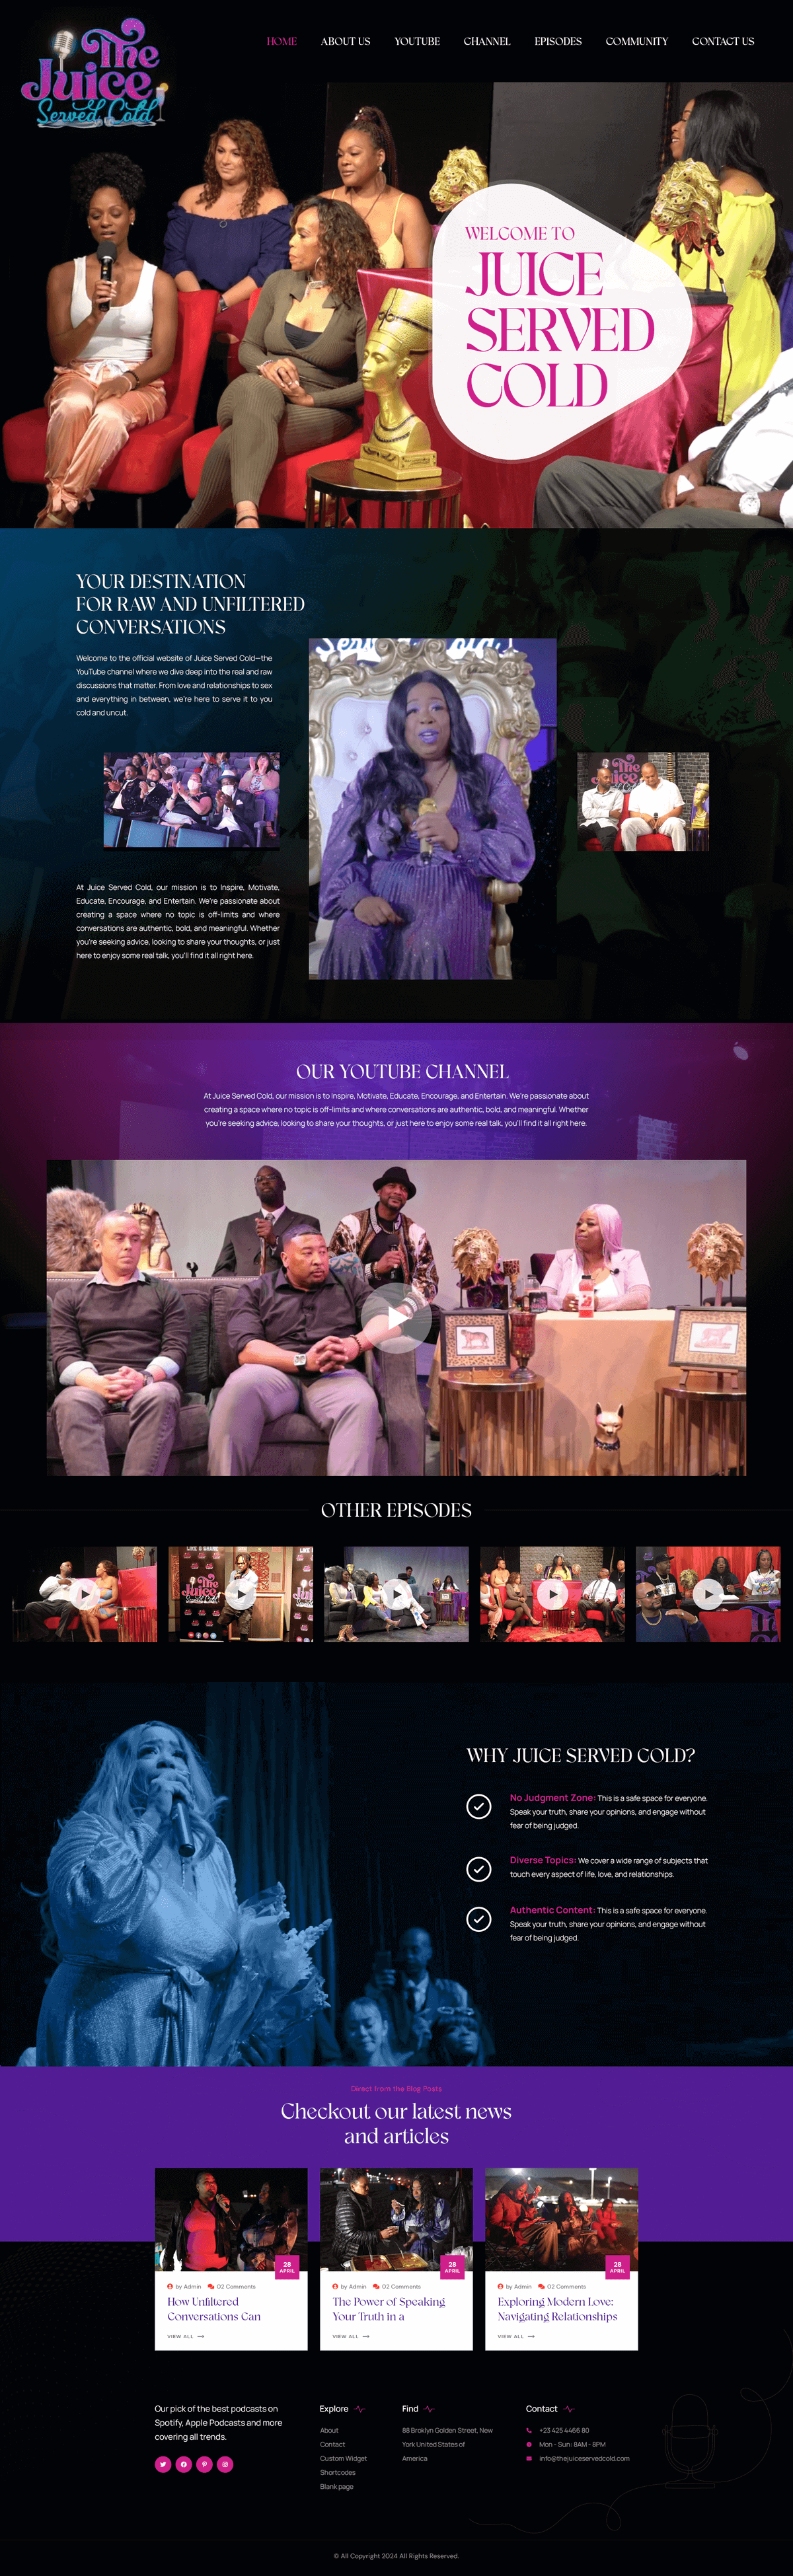 The
Juice
Served Cold
HOME ABOUT US YOUTUBE CHANNEL EPISODES COMMUNITY CONTACT US
WELCOME TO
JUICE
SERVED
COLD
YOUR DESTINATION
FOR RAW AND UNFILTERED
CONVERSATIONS
Welcome to the official website of Juice Served Cold—the
YouTube channel where we dive deep into the real and raw
discussions that matter. From love and relationships to sex
and everything in between, we're here to serve it to you
cold and uncut.
The
Juice
At Juice Served Cold, our mission is to Inspire, Motivate,
Educate, Encourage, and Entertain. We're passionate about
creating a space where no topic is off-limits and where
conversations are authentic, bold, and meaningful. Whether
you're seeking advice, looking to share your thoughts, or just
here to enjoy some real talk, you'll find it all right here.
OUR YOUTUBE CHANNEL
At Juice Served Cold, our mission is to Inspire, Motivate, Educate, Encourage, and Entertain. We're passionate about
creating a space where no topic is off-limits and where conversations are authentic, bold, and meaningful. Whether
you're seeking advice, looking to share your thoughts, or just here to enjoy some real talk, you'll find it all right here.
OTHER EPISODES
LIKE & SHARE
The
Juice
WHY JUICE SERVED COLD?
No Judgment Zone: This is a safe space for everyone.
Speak your truth, share your opinions, and engage without
fear of being judged.
Diverse Topics: We cover a wide range of subjects that
touch every aspect of life, love, and relationships.
Authentic Content: This is a safe space for everyone.
Speak your truth, share your opinions, and engage without
fear of being judged.
Direct from the Blog Posts
Checkout our latest news
and articles
28
APRIL
by Admin 02 Comments
How Unfiltered
Conversations Can
VIEW ALL
28
APRIL
by Admin 02 Comments
The Power of Speaking
Your Truth in a
VIEW ALL
28
APRIL
by Admin 02 Comments
Exploring Modern Love:
Navigating Relationships
VIEW ALL
Our pick of the best podcasts on
Spotify, Apple Podcasts and more
covering all trends.
Explore
About
Contact
Custom Widget
Shortcodes
Blank page
Find
88 Broklyn Golden Street, New
York United States of
America
Contact
+23 425 4466 80
Mon - Sun: 8AM - 8PM
info@thejuiceservedcold.com
© All Copyright 2024 All Rights Reserved.